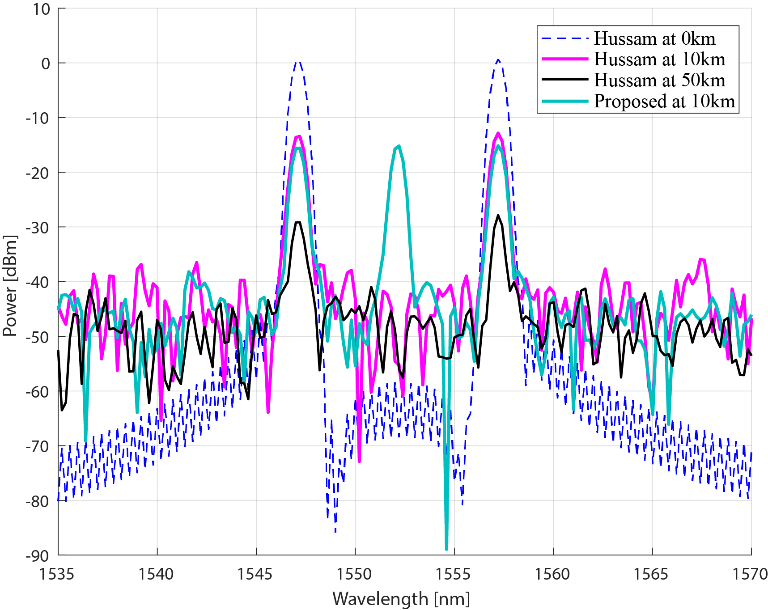 10
0
-10
-20
-30
-40
-50
-60
-70
-80
-90
Power [dBm]
1535 1540 1545 1550 1555 1560 1565 1570
Wavelength [nm]
Hussam at 0km
Hussam at 10km
Hussam at 50km
Proposed at 10km